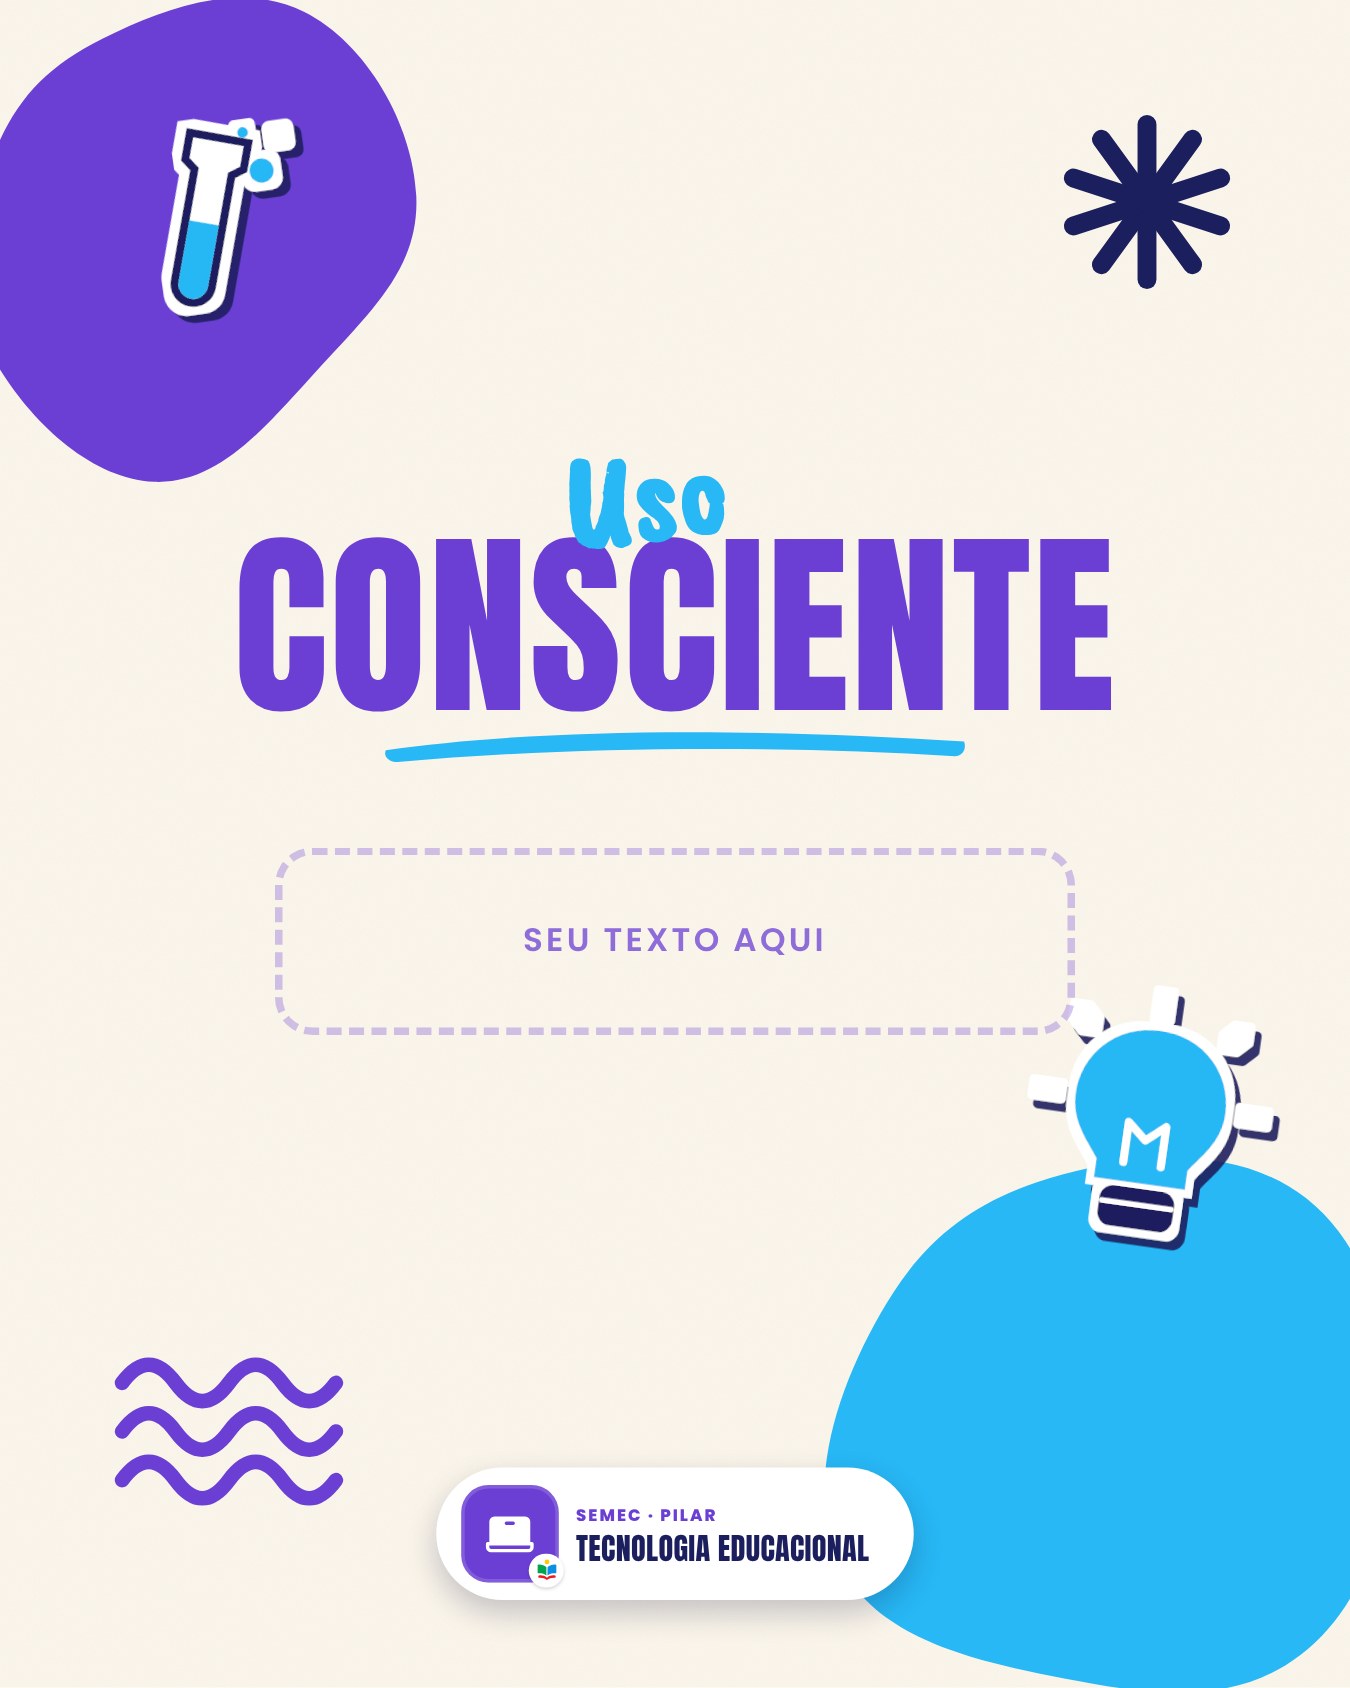 Uso
CONSCIENTE
SEU TEXTO AQUI
SEMEC · PILAR
TECNOLOGIA EDUCACIONAL